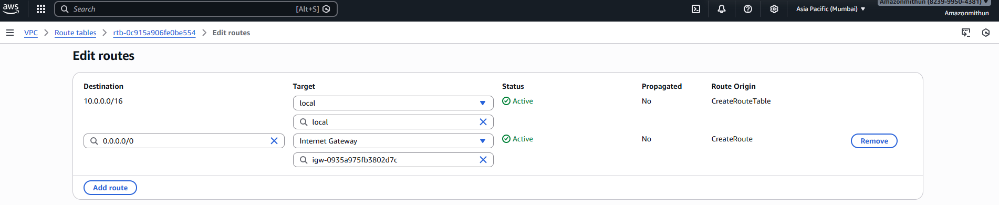 aws
Search [Alt+S]
Asia Pacific (Mumbai)
Amazonmithun (8239-9950-4381)
Amazonmithun
VPC > Route tables > rtb-0c915a906fe0be554 > Edit routes
Edit routes
Destination Target Status Propagated Route Origin
10.0.0.0/16 local Active No CreateRouteTable
local
0.0.0.0/0 Internet Gateway Active No CreateRoute Remove
igw-0935a975fb3802d7c
Add route